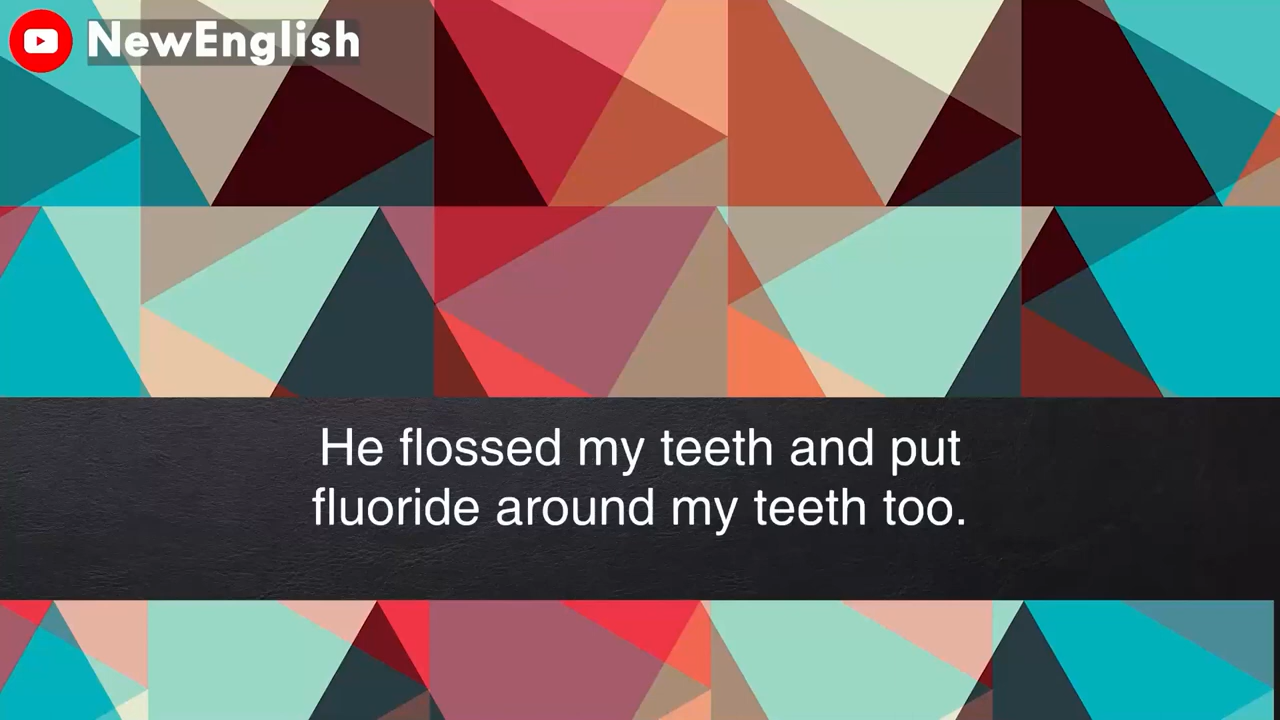 NewEnglish
He flossed my teeth and put
fluoride around my teeth too.